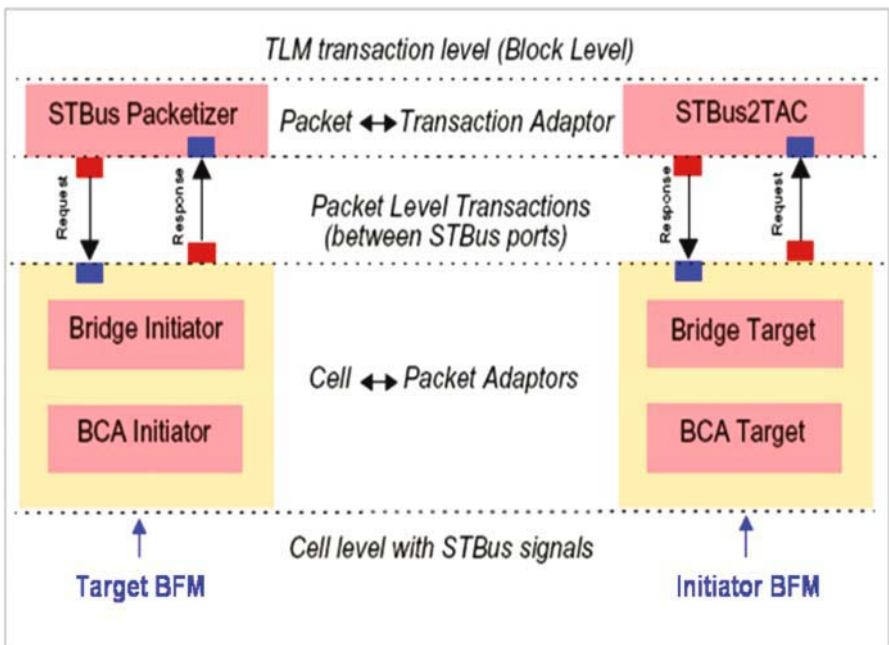 TLM transaction level (Block Level)
STBus Packetizer
Packet ↔ Transaction Adaptor
STBus2TAC
Request
Response
Packet Level Transactions
(between STBus ports)
Response
Request
Bridge Initiator
Bridge Target
Cell ↔ Packet Adaptors
BCA Initiator
BCA Target
Cell level with STBus signals
Target BFM
Initiator BFM